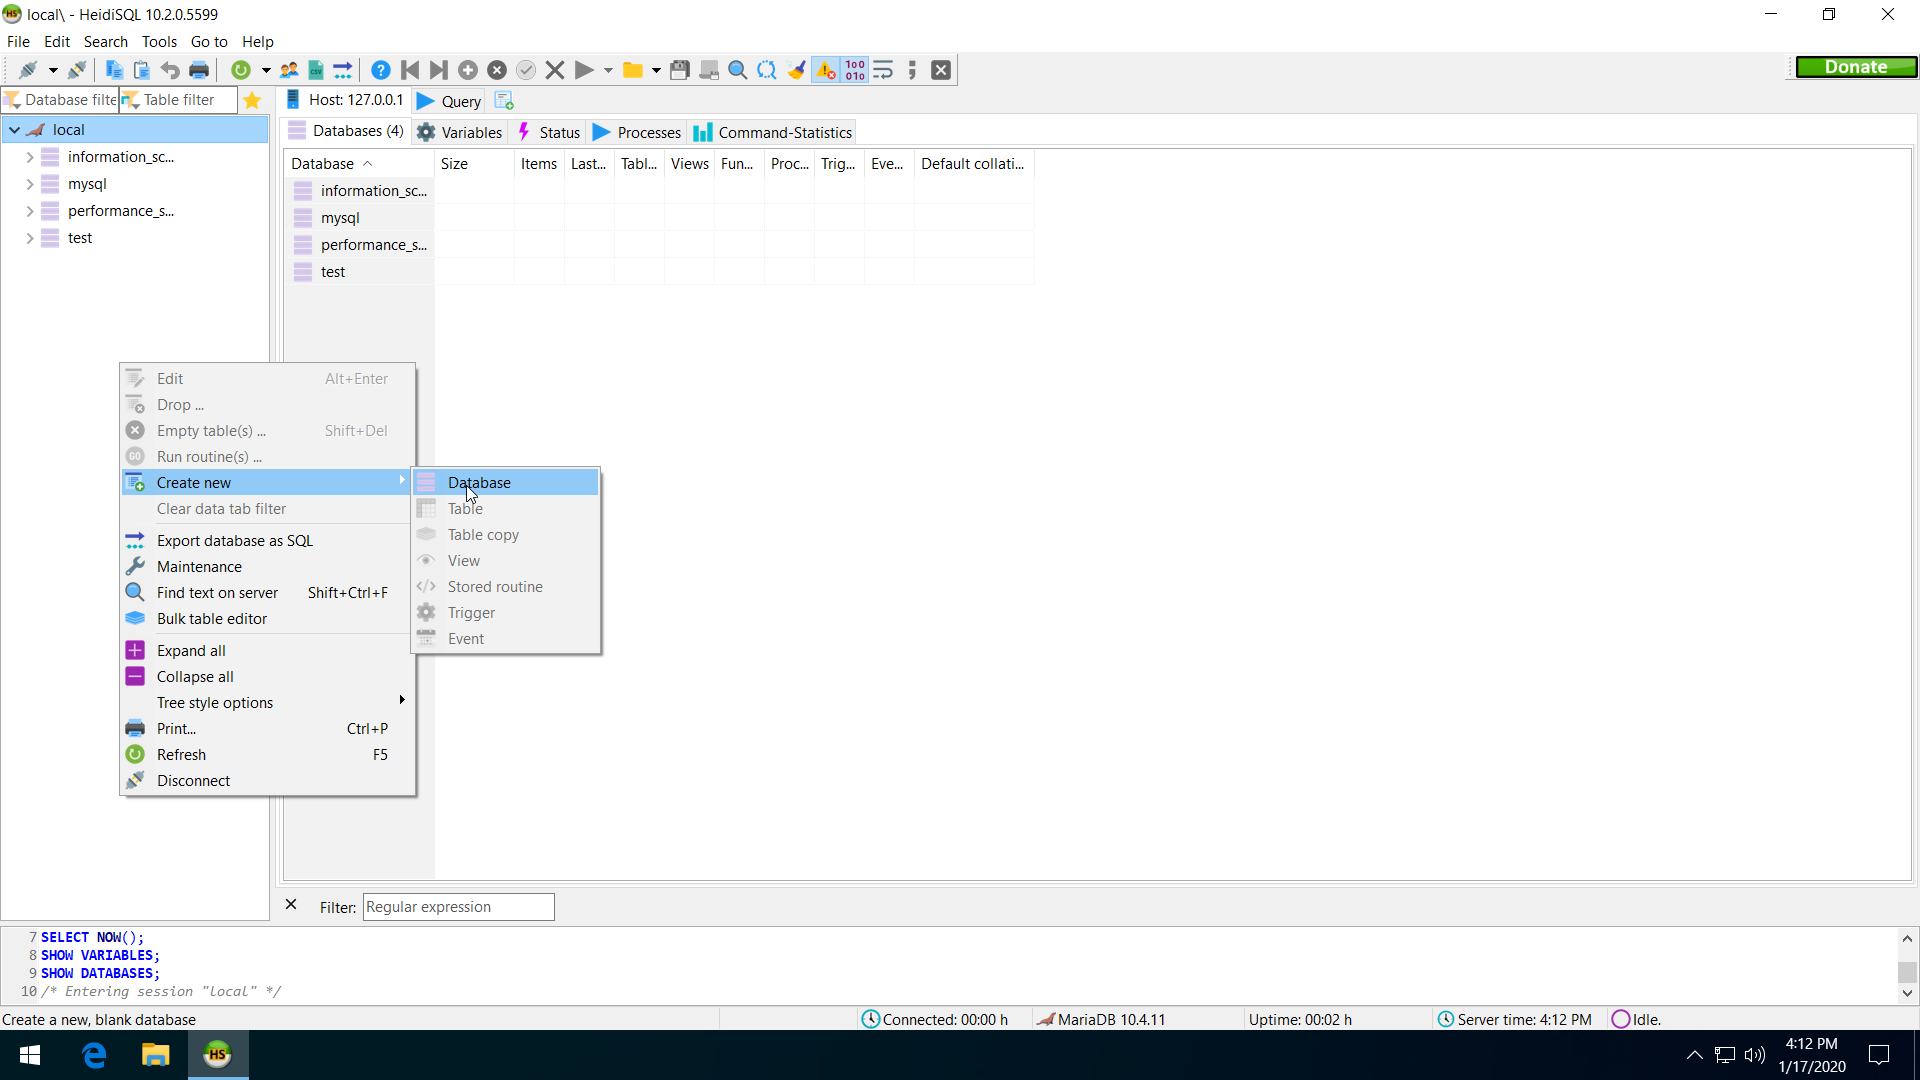 local\ - HeidiSQL 10.2.0.5599
File Edit Search Tools Go to Help
Donate
Database filte Table filter Host: 127.0.0.1 Query
Databases (4) Variables Status Processes Command-Statistics
local
information_sc...
mysql
performance_s...
test
Database Size Items Last... Tabl... Views Fun... Proc... Trig... Eve... Default collati...
information_sc...
mysql
performance_s...
test
Edit Alt+Enter
Drop ...
Empty table(s) ... Shift+Del
Run routine(s) ...
Create new
Clear data tab filter
Export database as SQL
Maintenance
Find text on server Shift+Ctrl+F
Bulk table editor
Expand all
Collapse all
Tree style options
Print... Ctrl+P
Refresh F5
Disconnect
Database
Table
Table copy
View
Stored routine
Trigger
Event
Filter: Regular expression
7 SELECT NOW();
8 SHOW VARIABLES;
9 SHOW DATABASES;
10 /* Entering session "local" */
Create a new, blank database Connected: 00:00 h MariaDB 10.4.11 Uptime: 00:02 h Server time: 4:12 PM Idle.
HS
4:12 PM
1/17/2020